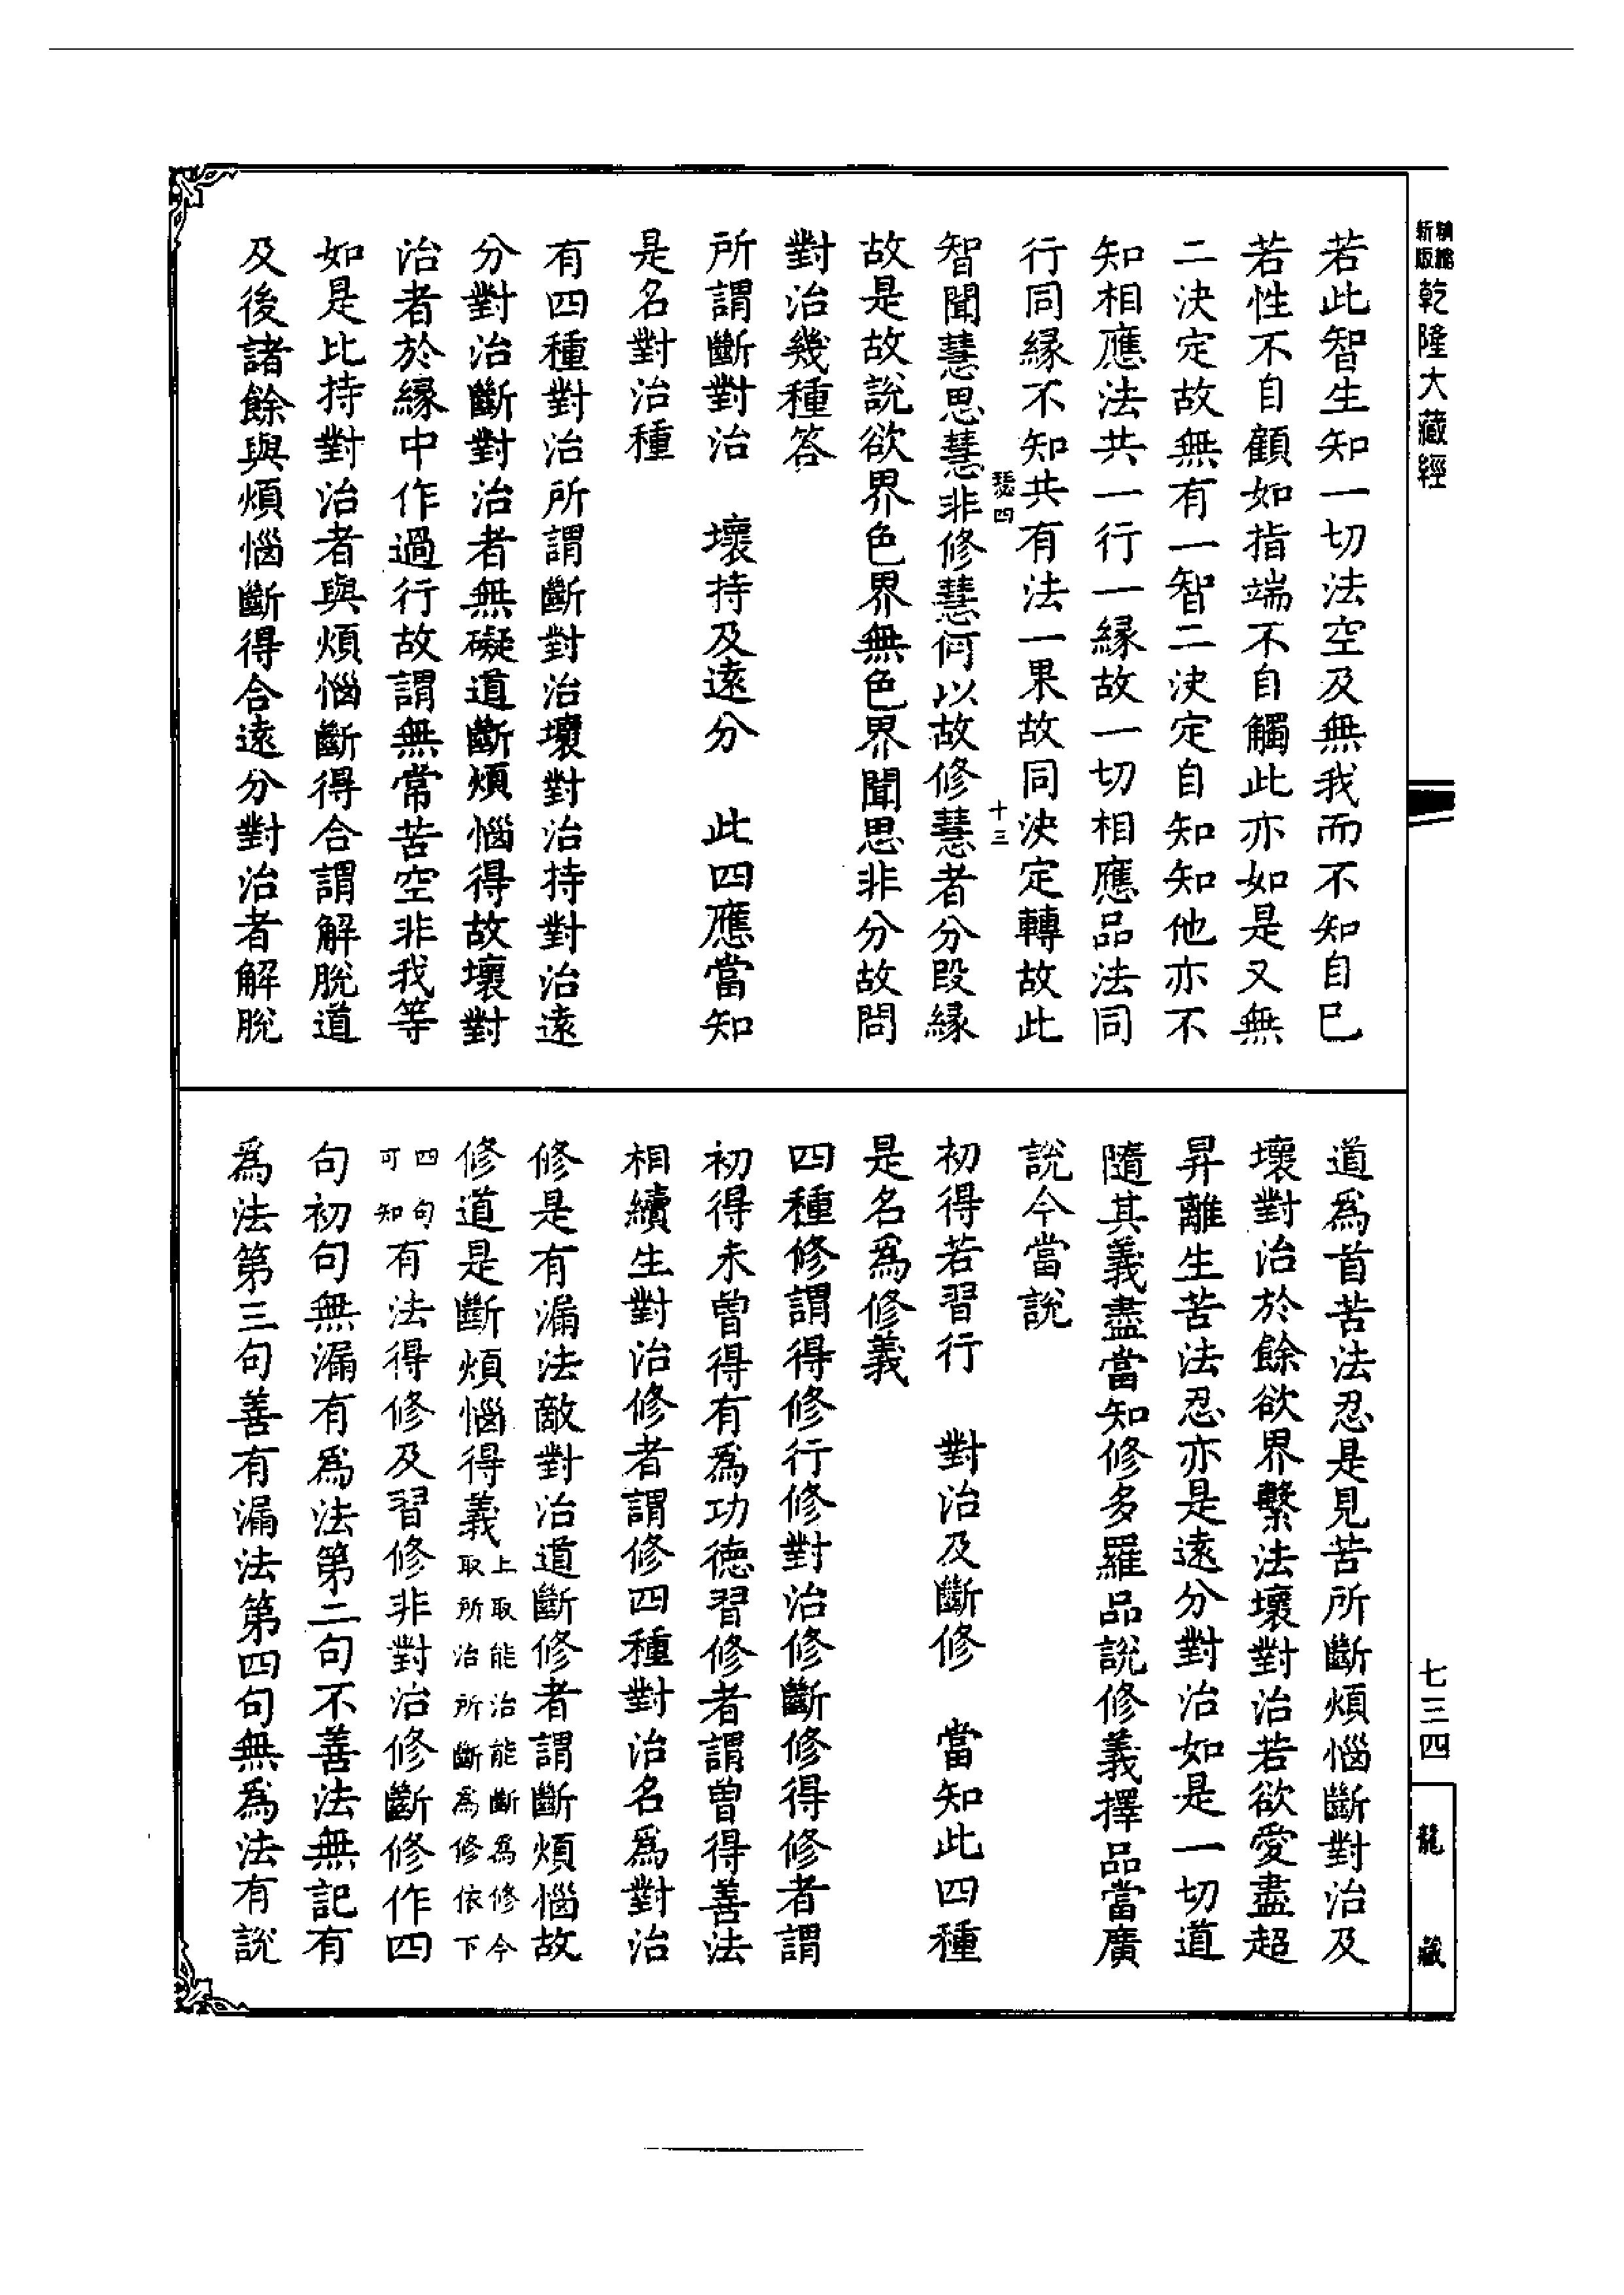 精縮新版乾隆大藏經
若此智生知一切法空及無我而不知自巳
若性不自顧如指端不自觸此亦如是又無
二決定故無有一智二決定自知知他亦不
知相應法共一行一緣故一切相應品法同
行同緣不知共有法一果故同決定轉故此
智聞慧思慧非修慧何以故修慧者分段緣
故是故說欲界色界無色界聞思非分故問
對治幾種答
所謂斷對治　壞持及遠分　此四應當知
是名對治種
有四種對治所謂斷對治壞對治持對治遠
分對治斷對治者無礙道斷煩惱得故壞對
治者於緣中作過行故謂無常苦空非我等
如是比持對治者與煩惱斷得合謂解脫道
及後諸餘與煩惱斷得合遠分對治者解脫
道爲首苦法忍是見苦所斷煩惱斷對治及
壞對治於餘欲界繫法壞對治若欲愛盡超
昇離生苦法忍亦是遠分對治如是一切道
隨其義盡當知修多羅品說修義擇品當廣
說今當說
初得若習行　對治及斷修　當知此四種
是名爲修義
四種修謂得修行修對治修斷修得修者謂
初得未曾得有爲功德習修者謂曾得善法
相續生對治修者謂修四種對治名爲對治
修是有漏法敵對治道斷修者謂斷煩惱故
修道是斷煩惱得義上取能治能斷爲修今取所治所斷爲修依下
四句可知有法得修及習修非對治修斷修作四
句初句無漏有爲法第二句不善法無記有
爲法第三句善有漏法第四句無爲法有說
十三
七三四
龍藏